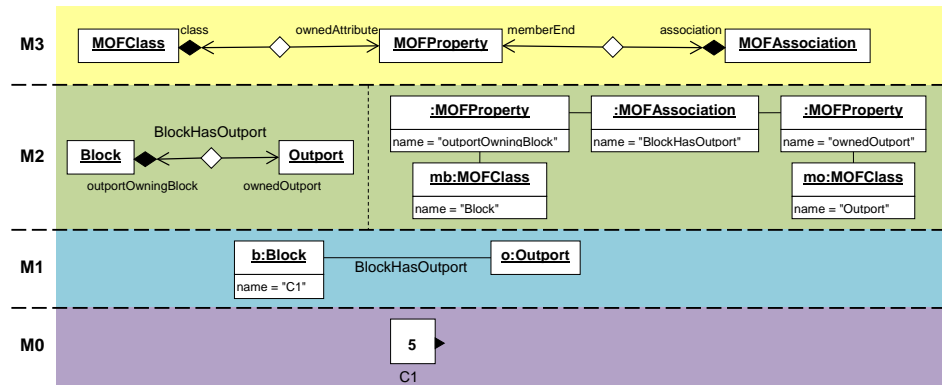 M3
class
ownedAttribute
memberEnd
association
MOFClass
MOFProperty
MOFAssociation
M2
BlockHasOutport
Block
Outport
outportOwningBlock
ownedOutport
:MOFProperty
name = "outportOwningBlock"
:MOFAssociation
name = "BlockHasOutport"
:MOFProperty
name = "ownedOutport"
mb:MOFClass
name = "Block"
mo:MOFClass
name = "Outport"
M1
b:Block
name = "C1"
BlockHasOutport
o:Outport
M0
5
C1